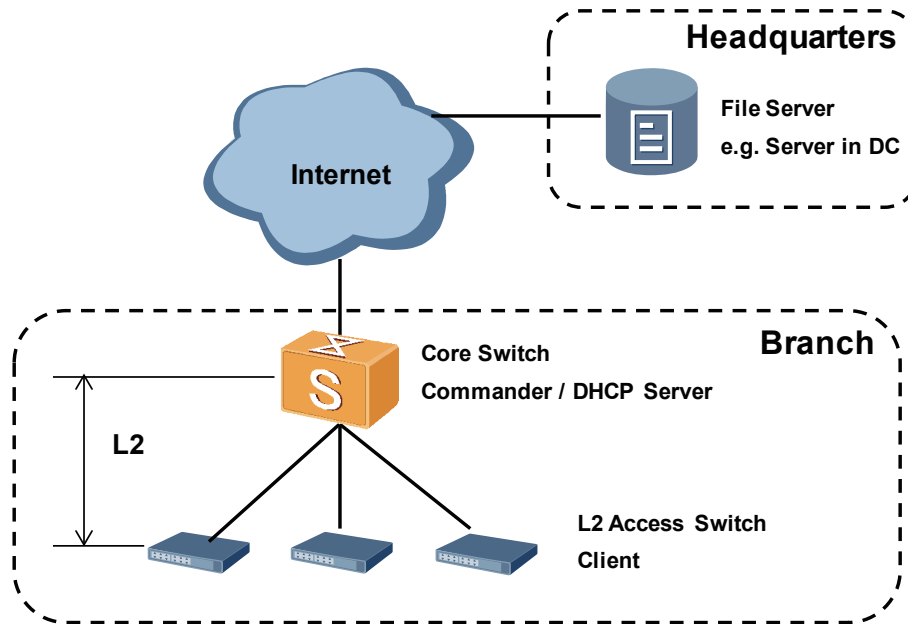 Headquarters
File Server
e.g. Server in DC
Internet
Branch
Core Switch
Commander / DHCP Server
S
L2
L2 Access Switch
Client